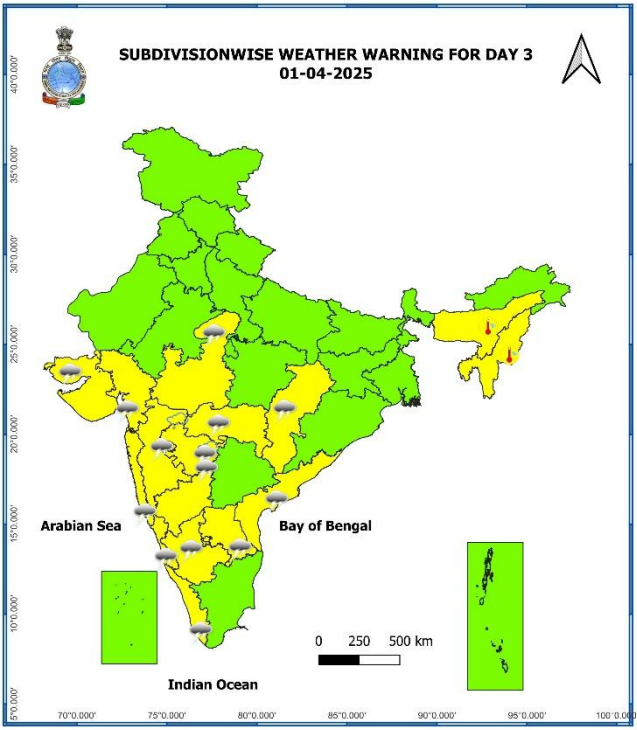 SUBDIVISIONWISE WEATHER WARNING FOR DAY 3
01-04-2025
40°0.000'
35°0.000'
30°0.000'
25°0.000'
20°0.000'
15°0.000'
10°0.000'
5°0.000'
Arabian Sea
Bay of Bengal
0 250 500 km
Indian Ocean
70°0.000' 75°0.000' 80°0.000' 85°0.000' 90°0.000' 95°0.000' 100°0.000'